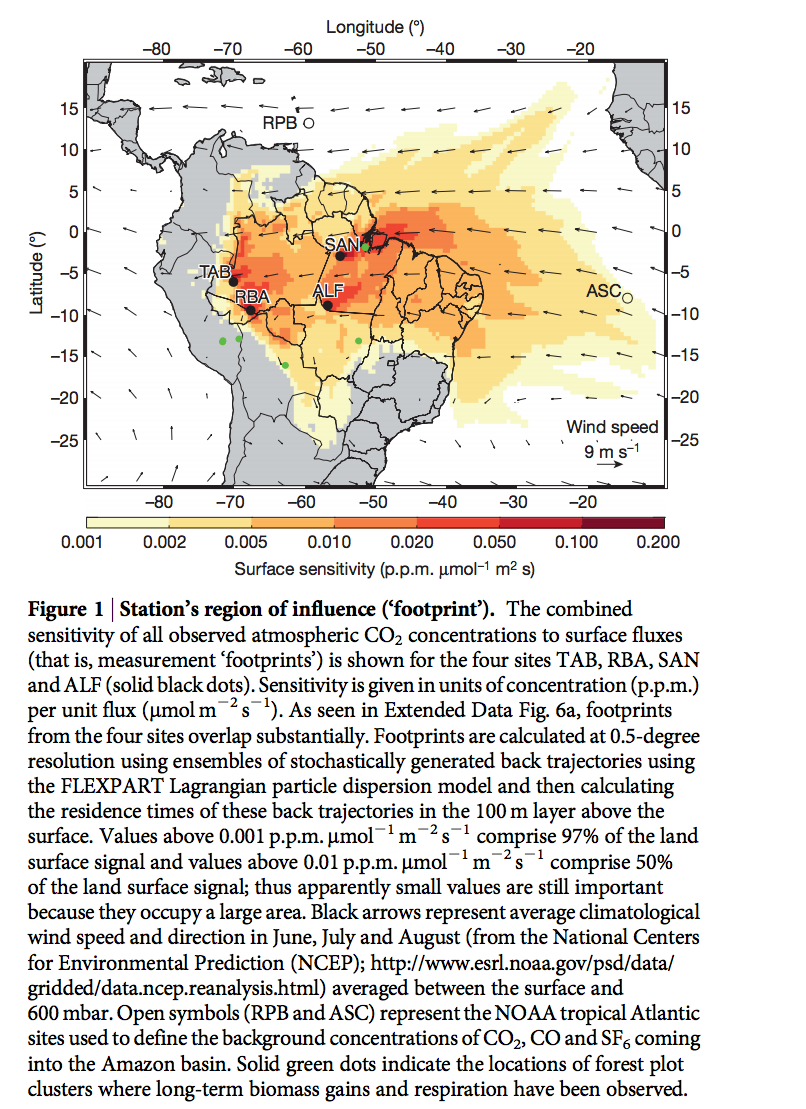 Longitude (°)
−80 −70 −60 −50 −40 −30 −20
15 15
RPB
10 10
5 5
0 0
SAN
Latitude (°)
−5 TAB −5
RBA ALF ASC
−10 −10
−15 −15
−20 −20
Wind speed
−25 −25
9 m s−1
−80 −70 −60 −50 −40 −30 −20
0.001 0.002 0.005 0.010 0.020 0.050 0.100 0.200
Surface sensitivity (p.p.m. μmol−1 m2 s)
Figure 1 | Station’s region of influence (‘footprint’). The combined
sensitivity of all observed atmospheric CO2 concentrations to surface fluxes
(that is, measurement ‘footprints’) is shown for the four sites TAB, RBA, SAN
and ALF (solid black dots). Sensitivity is given in units of concentration (p.p.m.)
per unit flux (μmol m−2 s−1). As seen in Extended Data Fig. 6a, footprints
from the four sites overlap substantially. Footprints are calculated at 0.5-degree
resolution using ensembles of stochastically generated back trajectories using
the FLEXPART Lagrangian particle dispersion model and then calculating
the residence times of these back trajectories in the 100 m layer above the
surface. Values above 0.001 p.p.m. μmol−1 m−2 s−1 comprise 97% of the land
surface signal and values above 0.01 p.p.m. μmol−1 m−2 s−1 comprise 50%
of the land surface signal; thus apparently small values are still important
because they occupy a large area. Black arrows represent average climatological
wind speed and direction in June, July and August (from the National Centers
for Environmental Prediction (NCEP); http://www.esrl.noaa.gov/psd/data/
gridded/data.ncep.reanalysis.html) averaged between the surface and
600 mbar. Open symbols (RPB and ASC) represent the NOAA tropical Atlantic
sites used to define the background concentrations of CO2, CO and SF6 coming
into the Amazon basin. Solid green dots indicate the locations of forest plot
clusters where long-term biomass gains and respiration have been observed.